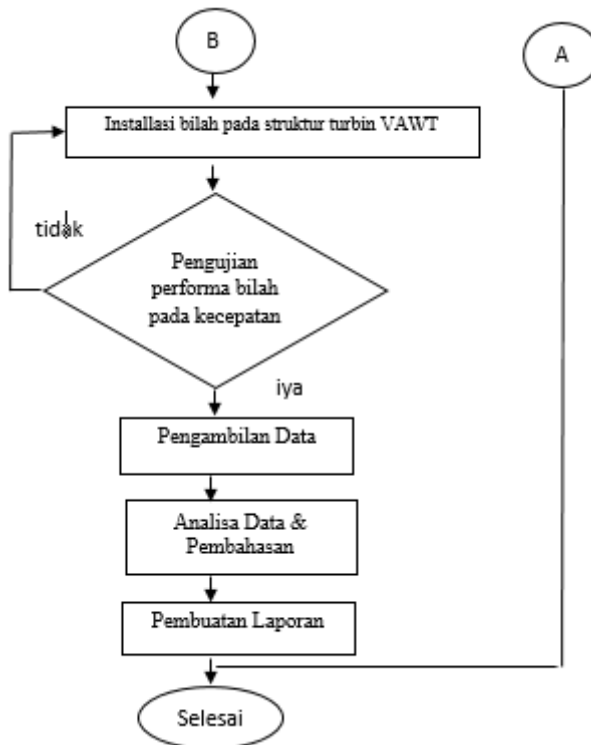 B
A
Installasi bilah pada struktur turbin VAWT
tidak
Pengujian
performa bilah
pada kecepatan
iya
Pengambilan Data
Analisa Data &
Pembahasan
Pembuatan Laporan
Selesai